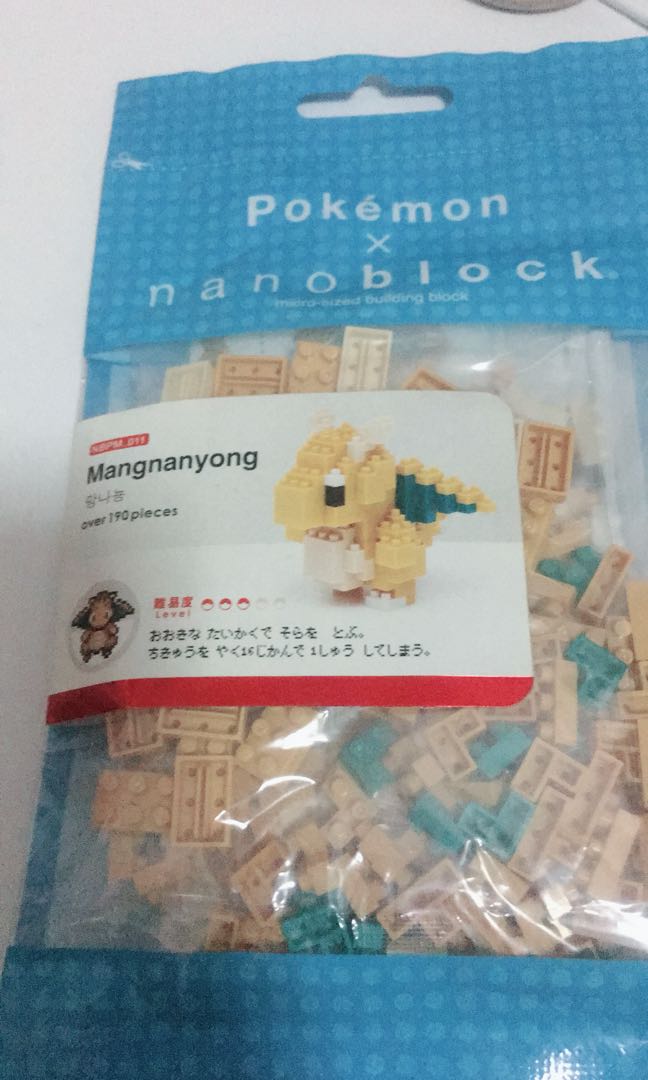 Pokémon
×
nanoblock
micro-sized building block
NBPM_011
Mangnanyong
망나뇽
over 190 pieces
難易度
Level
おおきな たいかくで そらを とぶ。
ちきゅうを やく16じかんで 1しゅう してしまう。